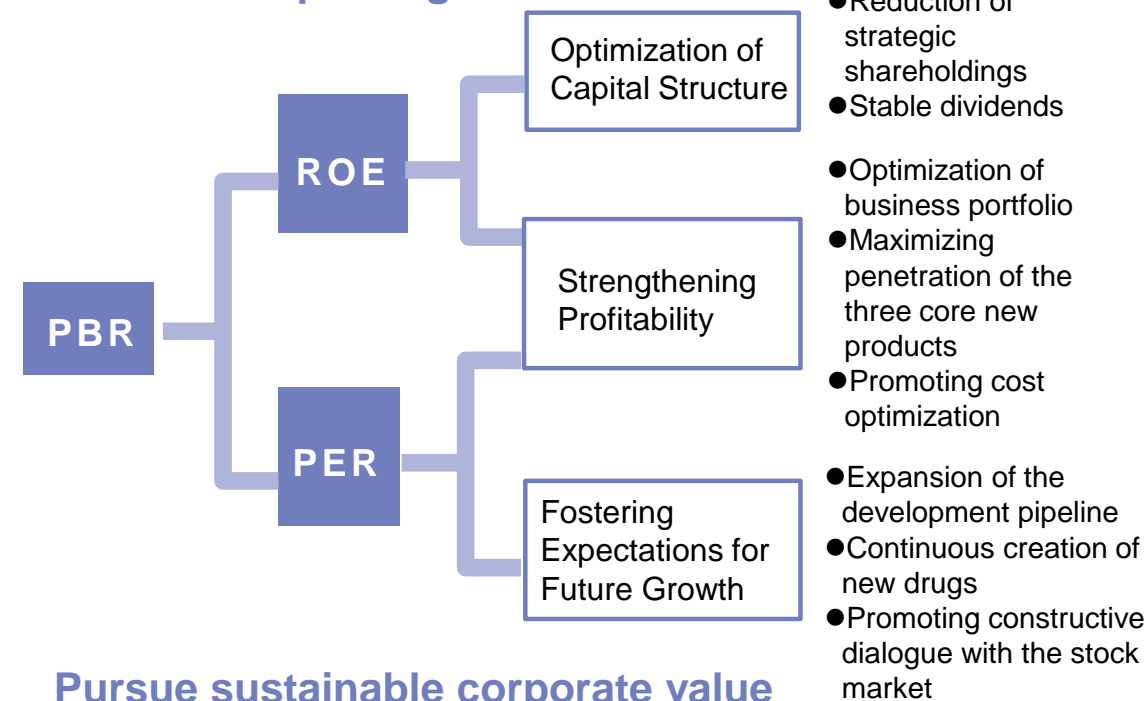 Reduction of
strategic
shareholdings
●Stable dividends
Optimization of
Capital Structure
ROE
●Optimization of
business portfolio
●Maximizing
penetration of the
three core new
products
●Promoting cost
optimization
Strengthening
Profitability
PBR
PER
Fostering
Expectations for
Future Growth
●Expansion of the
development pipeline
●Continuous creation of
new drugs
●Promoting constructive
dialogue with the stock
market
Pursue sustainable corporate value